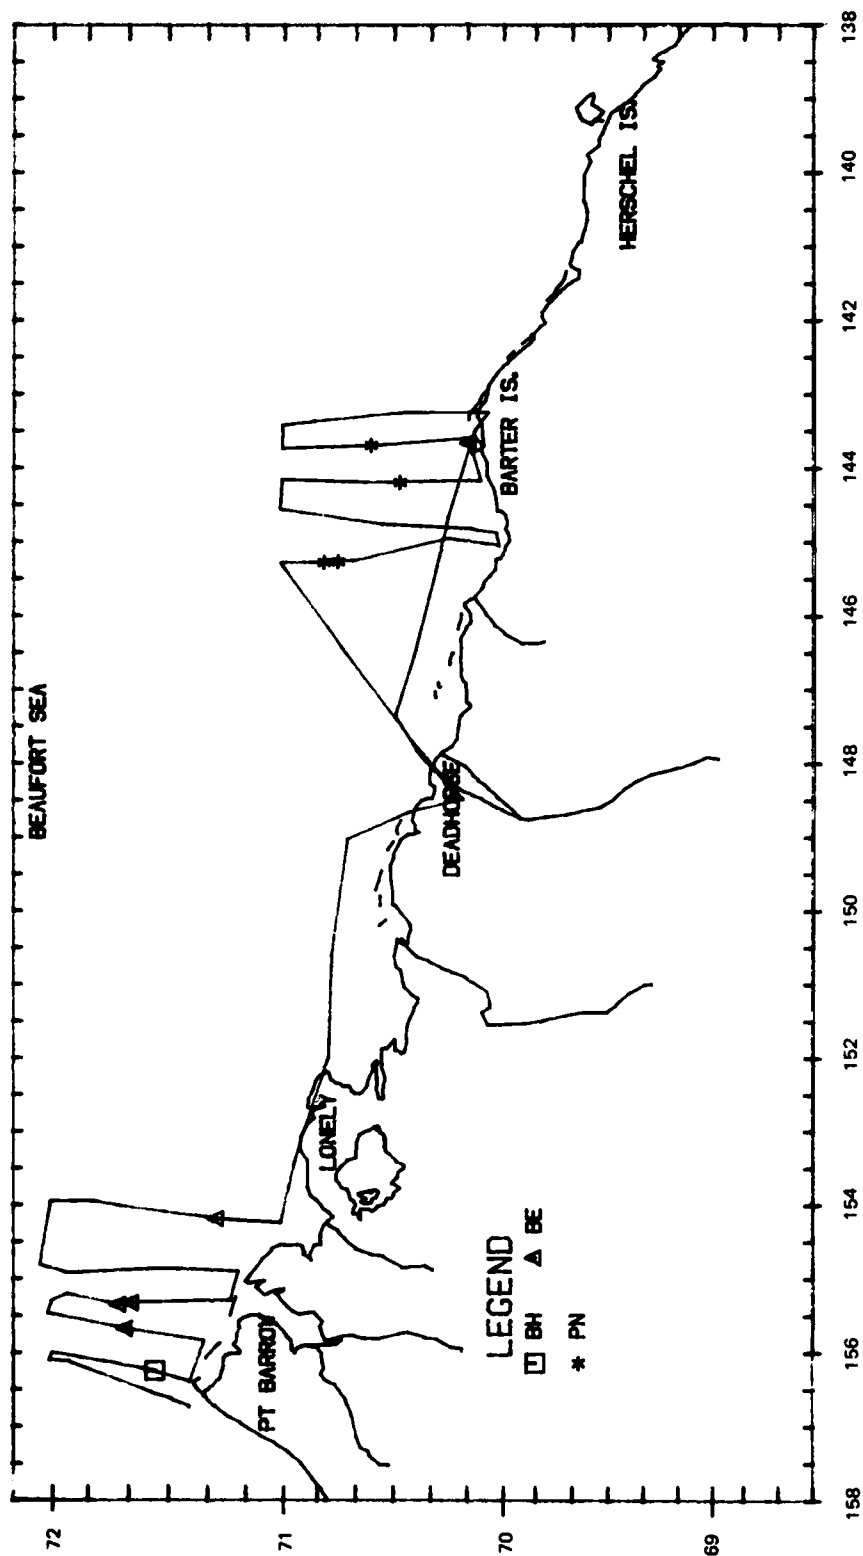 BEAUFORT SEA
HERSCHEL IS.
BARTER IS.
DEADHORSE
LONELY
PT BARROW
LEGEND
BH BE
PN
72
71
70
69
158
156
154
152
150
148
146
144
142
140
138